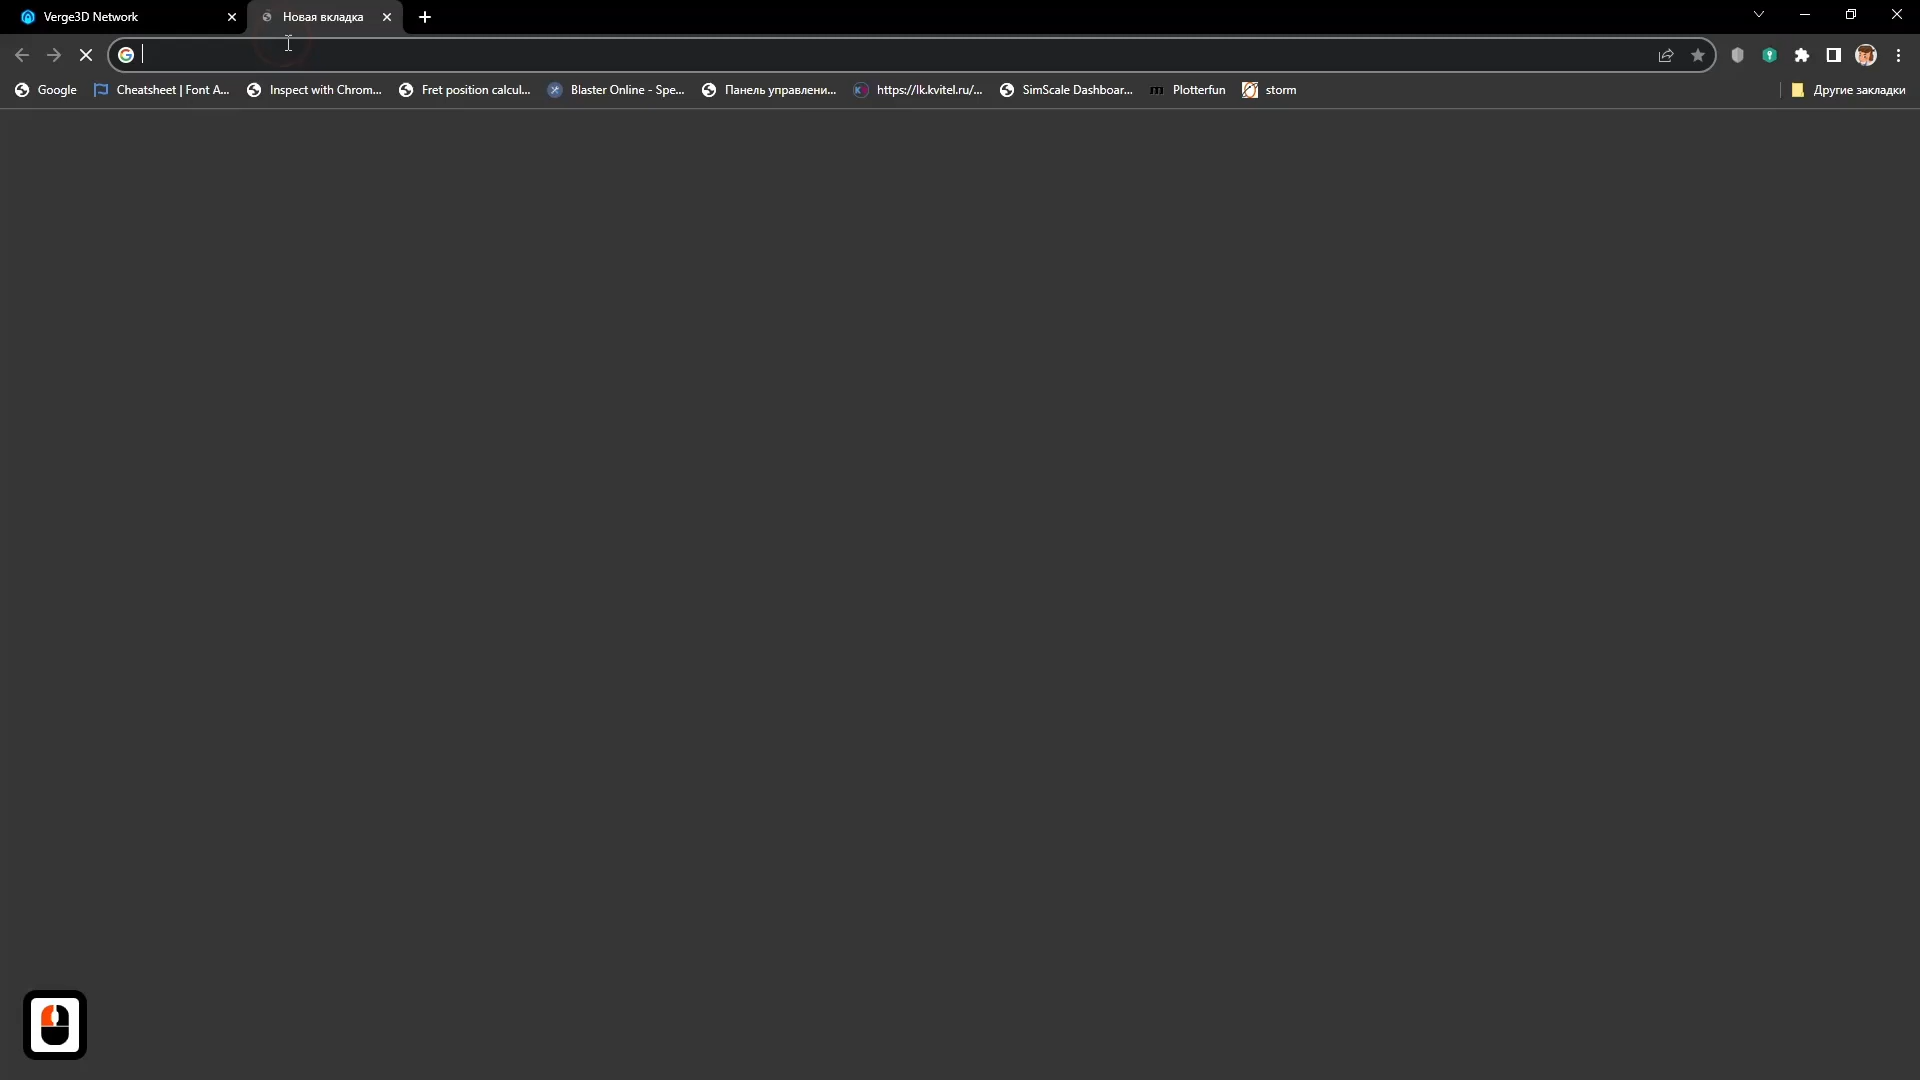 Verge3D Network
Новая вкладка
Google
Cheatsheet | Font A...
Inspect with Chrom...
Fret position calcul...
Blaster Online - Spe...
Панель управлени...
https://lk.kvitel.ru/...
SimScale Dashboar...
Plotterfun
storm
Другие закладки